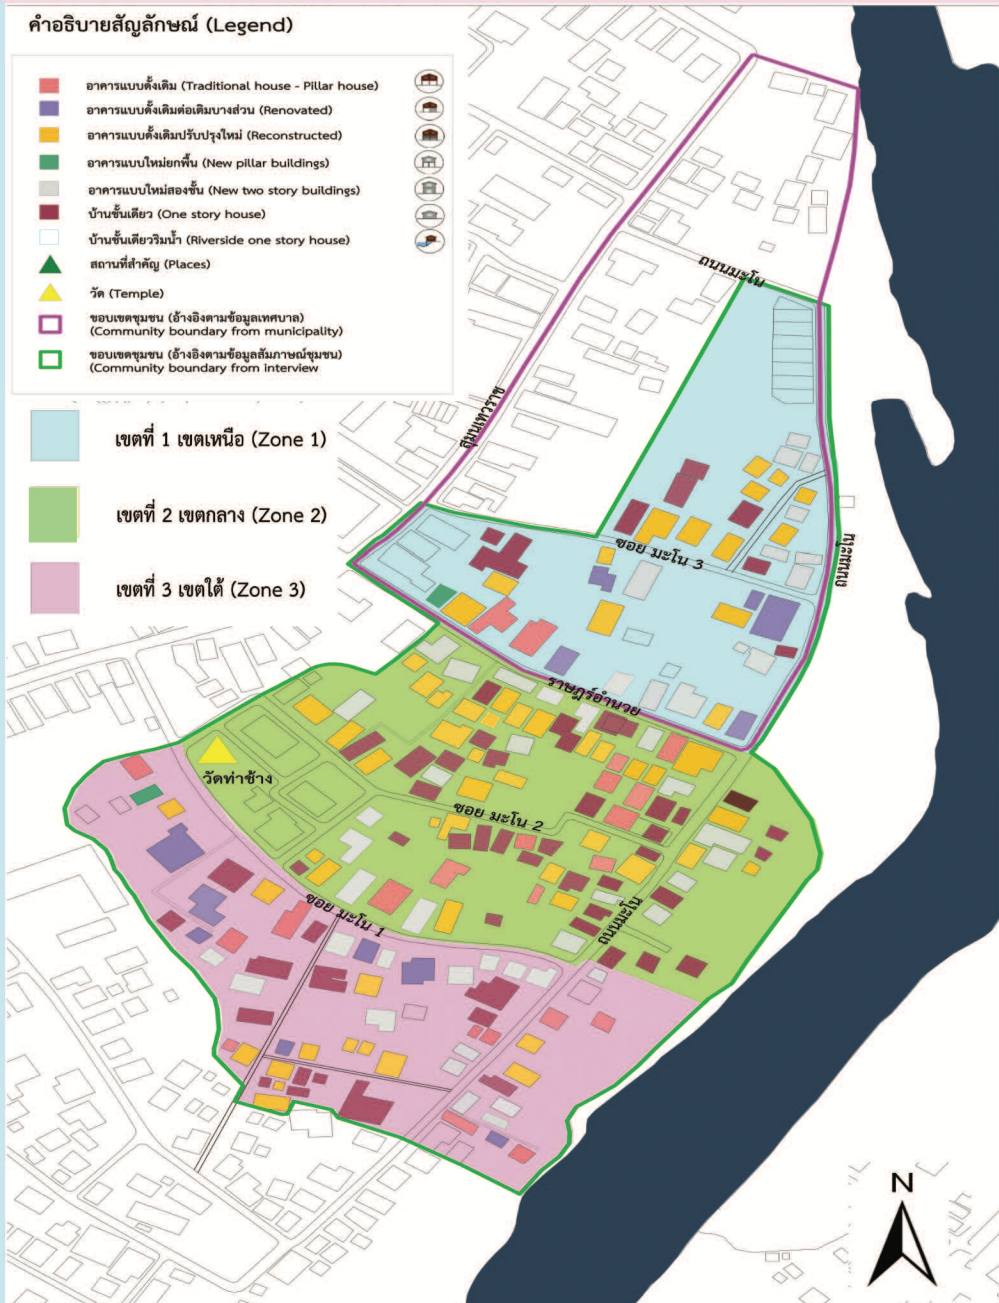 คำอธิบายสัญลักษณ์ (Legend)
อาคารแบบดั้งเดิม (Traditional house - Pillar house)
อาคารแบบดั้งเดิมต่อเติมบางส่วน (Renovated)
อาคารแบบดั้งเดิมปรับปรุงใหม่ (Reconstructed)
อาคารแบบใหม่ยกพื้น (New pillar buildings)
อาคารแบบใหม่สองชั้น (New two story buildings)
บ้านชั้นเดียว (One story house)
บ้านชั้นเดียวริมน้ำ (Riverside one story house)
สถานที่สำคัญ (Places)
วัด (Temple)
ขอบเขตชุมชน (อ้างอิงตามข้อมูลเทศบาล)
(Community boundary from municipality)
ขอบเขตชุมชน (อ้างอิงตามข้อมูลสัมภาษณ์ชุมชน)
(Community boundary from interview
เขตที่ 1 เขตเหนือ (Zone 1)
เขตที่ 2 เขตกลาง (Zone 2)
เขตที่ 3 เขตใต้ (Zone 3)
ถนนมะโน
สุมนเทวราช
ซอย มะโน 3
ถนนมะโน
ราษฎร์อำนวย
วัดท่าช้าง
ซอย มะโน 2
ซอย มะโน 1
ถนนมะโน
N